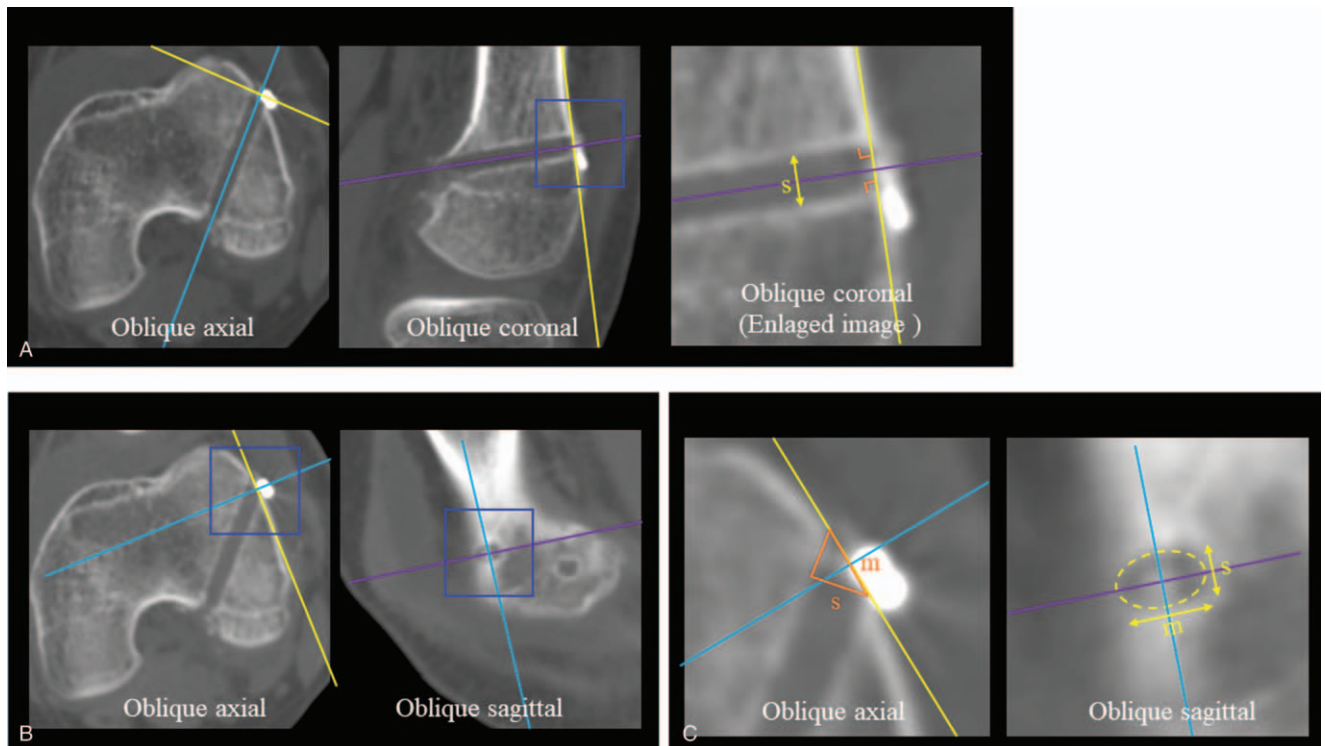 Oblique axial
Oblique coronal
s
Oblique coronal
(Enlaged image )
A
Oblique axial
Oblique sagittal
B
m
s
Oblique axial
s
m
Oblique sagittal
C